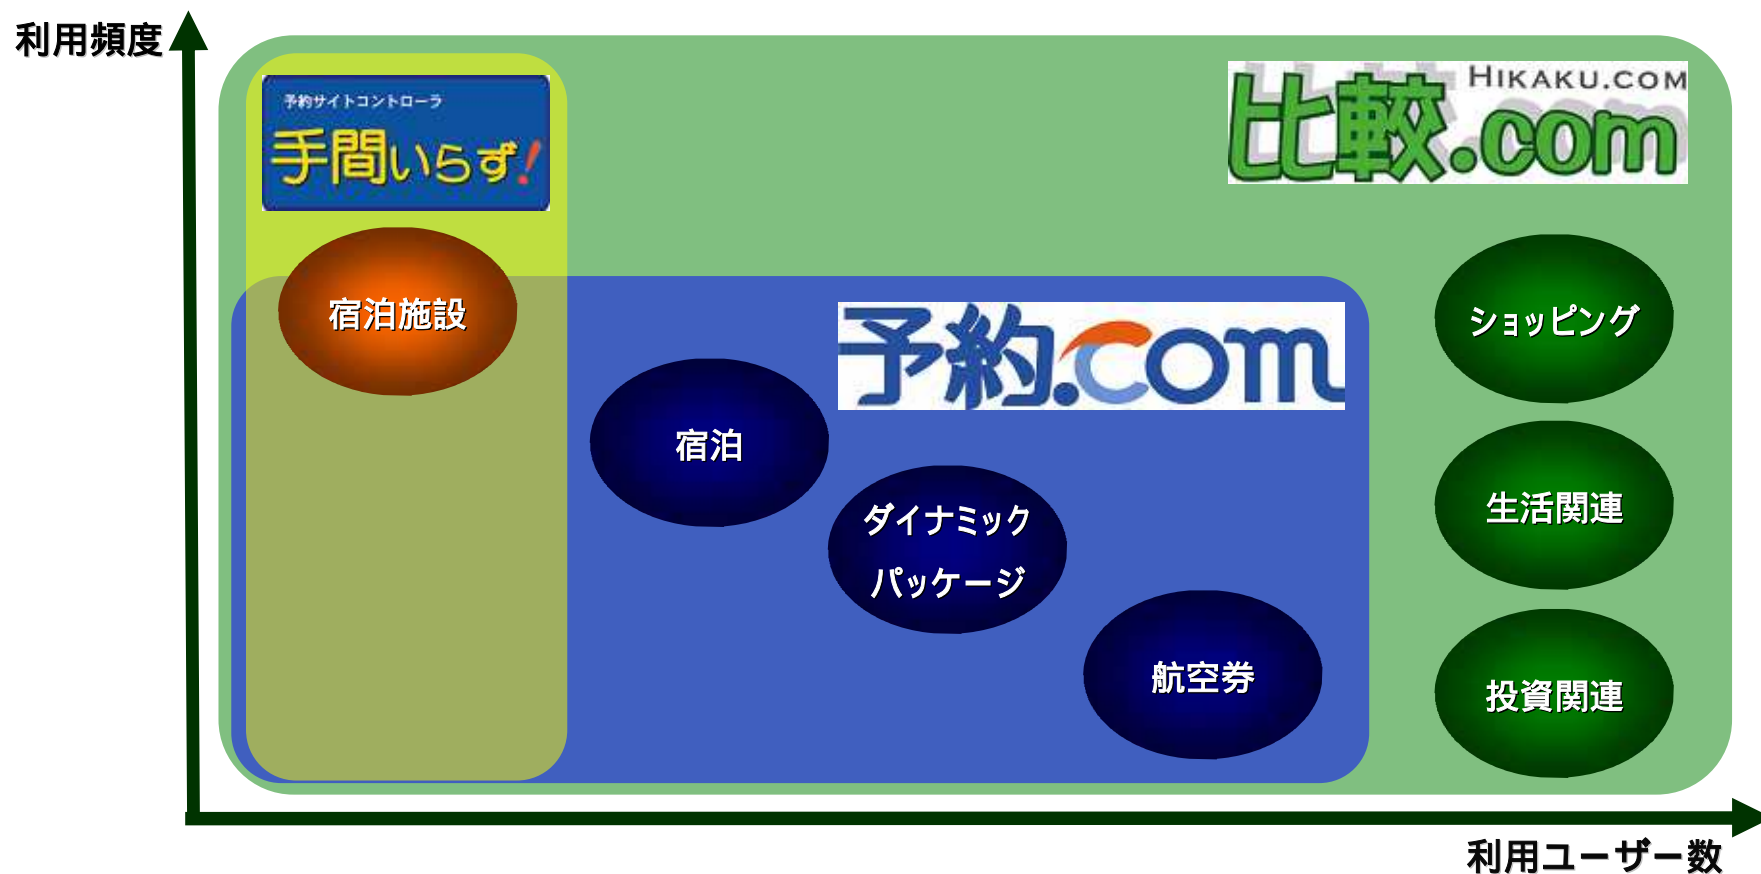 利用頻度
予約サイトコントローラ
手間いらず!
HIKAKU.COM
比較.com
宿泊施設
予約.com
ショッピング
宿泊
ダイナミック
パッケージ
生活関連
航空券
投資関連
利用ユーザー数